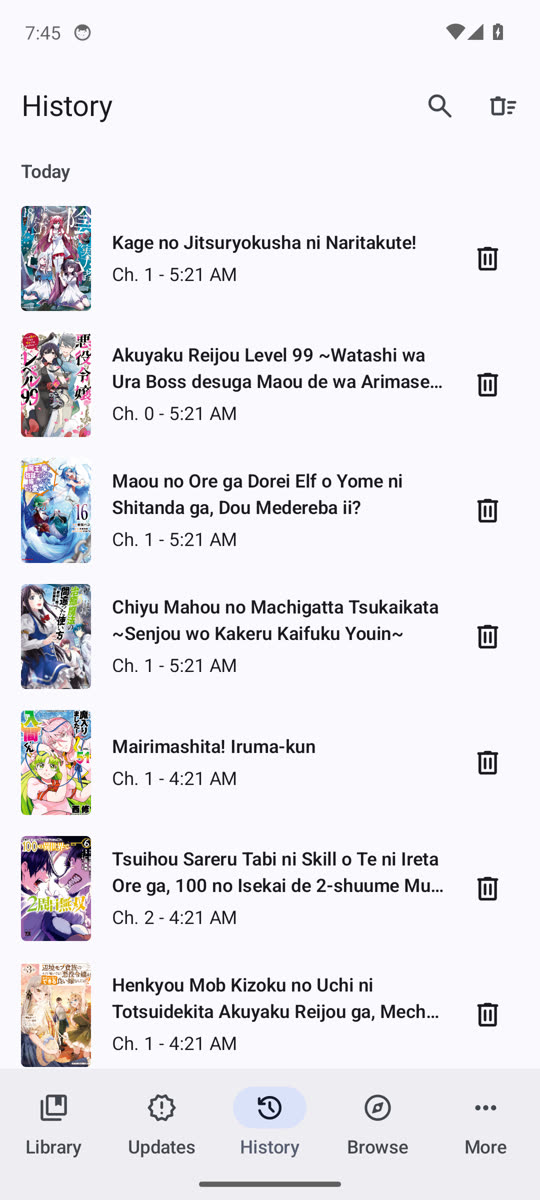 7:45
History
Today
Kage no Jitsuryokusha ni Naritakute!
Ch. 1 - 5:21 AM
Akuyaku Reijou Level 99 ~Watashi wa
Ura Boss desuga Maou de wa Arimase…
Ch. 0 - 5:21 AM
Maou no Ore ga Dorei Elf o Yome ni
Shitanda ga, Dou Medereba ii?
Ch. 1 - 5:21 AM
16
Chiyu Mahou no Machigatta Tsukaikata
~Senjou wo Kakeru Kaifuku Youin~
Ch. 1 - 5:21 AM
Mairimashita! Iruma-kun
Ch. 1 - 4:21 AM
Tsuihou Sareru Tabi ni Skill o Te ni Ireta
Ore ga, 100 no Isekai de 2-shuume Mu…
Ch. 2 - 4:21 AM
Henkyou Mob Kizoku no Uchi ni
Totsuidekita Akuyaku Reijou ga, Mech…
Ch. 1 - 4:21 AM
Library
Updates
History
Browse
More